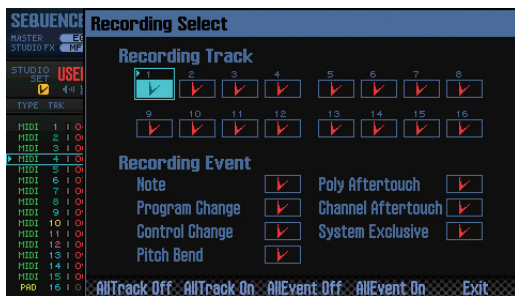 SEQUENCE
Recording Select
MASTER
STUDIO FX MF
STUDIO SET USE
TYPE TRK
MIDI 1
MIDI 2
MIDI 3
MIDI 4
MIDI 5
MIDI 6
MIDI 7
MIDI 8
MIDI 9
MIDI 10
MIDI 11
MIDI 12
MIDI 13
MIDI 14
MIDI 15
PAD 16
Recording Track
1 2 3 4 5 6 7 8
9 10 11 12 13 14 15 16
Recording Event
Note Poly Aftertouch
Program Change Channel Aftertouch
Control Change System Exclusive
Pitch Bend
AllTrack Off AllTrack On AllEvent Off AllEvent On Exit